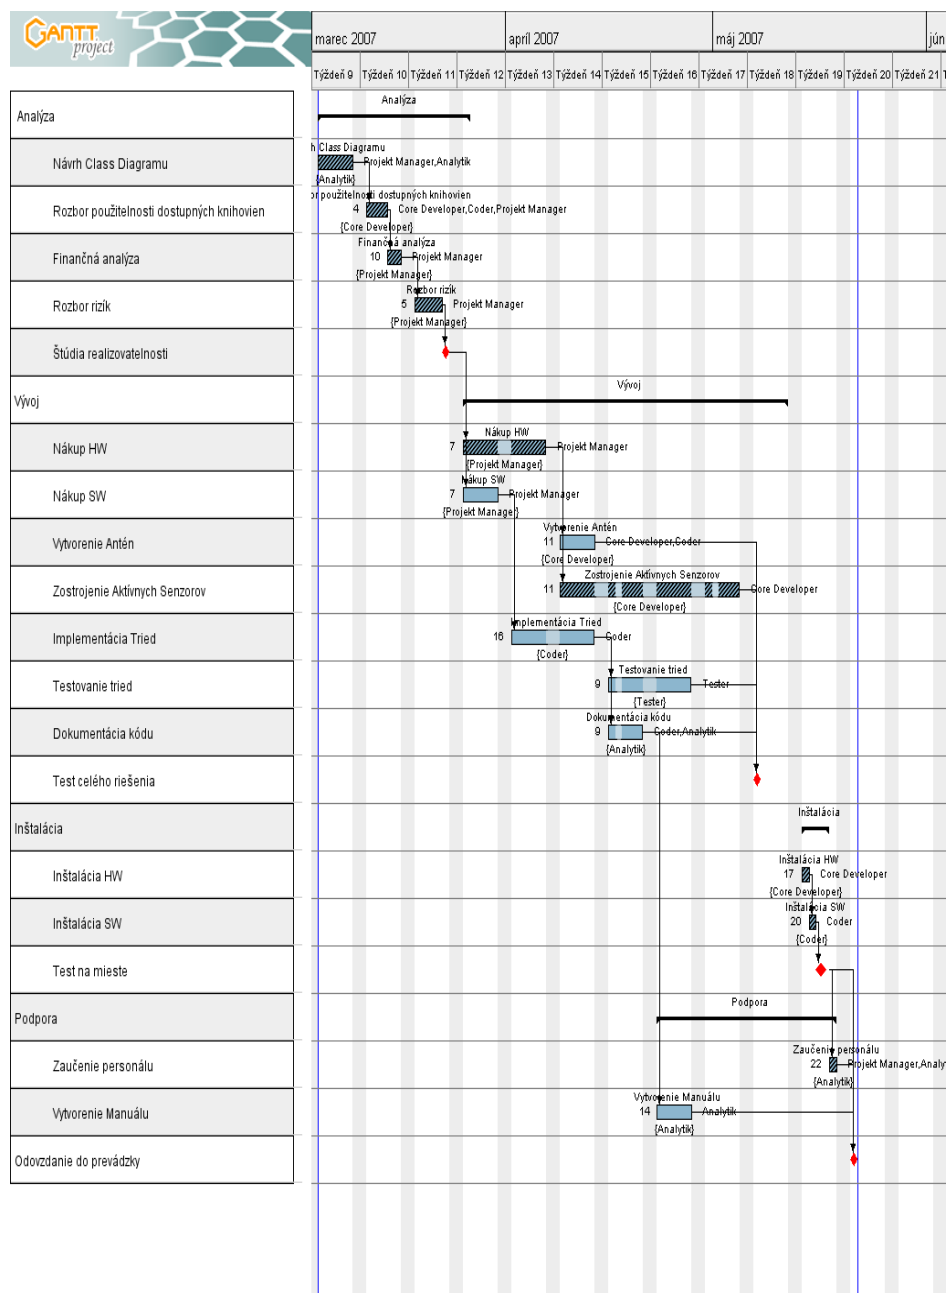 GANTT
project
marec 2007
apríl 2007
máj 2007
jún
Týždeň 9 Týždeň 10 Týždeň 11 Týždeň 12 Týždeň 13 Týždeň 14 Týždeň 15 Týždeň 16 Týždeň 17 Týždeň 18 Týždeň 19 Týždeň 20 Týždeň 21
Analýza
Analýza
Návrh Class Diagramu
h Class Diagramu
Projekt Manager,Analytik
{Analytik}
Rozbor použitelnosti dostupných knihovien
or použitelnosti dostupných knihovien
4 Core Developer,Coder,Projekt Manager
{Core Developer}
Finančná analýza
Finančná analýza
10 Projekt Manager
{Projekt Manager}
Rozbor rizík
Rozbor rizík
5 Projekt Manager
{Projekt Manager}
Štúdia realizovatelnosti
Vývoj
Vývoj
Nákup HW
Nákup HW
7 Projekt Manager
{Projekt Manager}
Nákup SW
Nákup SW
7 Projekt Manager
{Projekt Manager}
Vytvorenie Antén
Vytvorenie Antén
11 Core Developer,Coder
{Core Developer}
Zostrojenie Aktívnych Senzorov
Zostrojenie Aktívnych Senzorov
11 Core Developer
{Core Developer}
Implementácia Tried
Implementácia Tried
16 Coder
{Coder}
Testovanie tried
Testovanie tried
9 Tester
{Tester}
Dokumentácia kódu
Dokumentácia kódu
9 Coder,Analytik
{Analytik}
Test celého riešenia
Inštalácia
Inštalácia
Inštalácia HW
Inštalácia HW
17 Core Developer
{Core Developer}
Inštalácia SW
Inštalácia SW
20 Coder
{Coder}
Test na mieste
Podpora
Podpora
Zaučenie personálu
Zaučenie personálu
22 Projekt Manager,Analy
{Analytik}
Vytvorenie Manuálu
Vytvorenie Manuálu
14 Analytik
{Analytik}
Odovzdanie do prevádzky